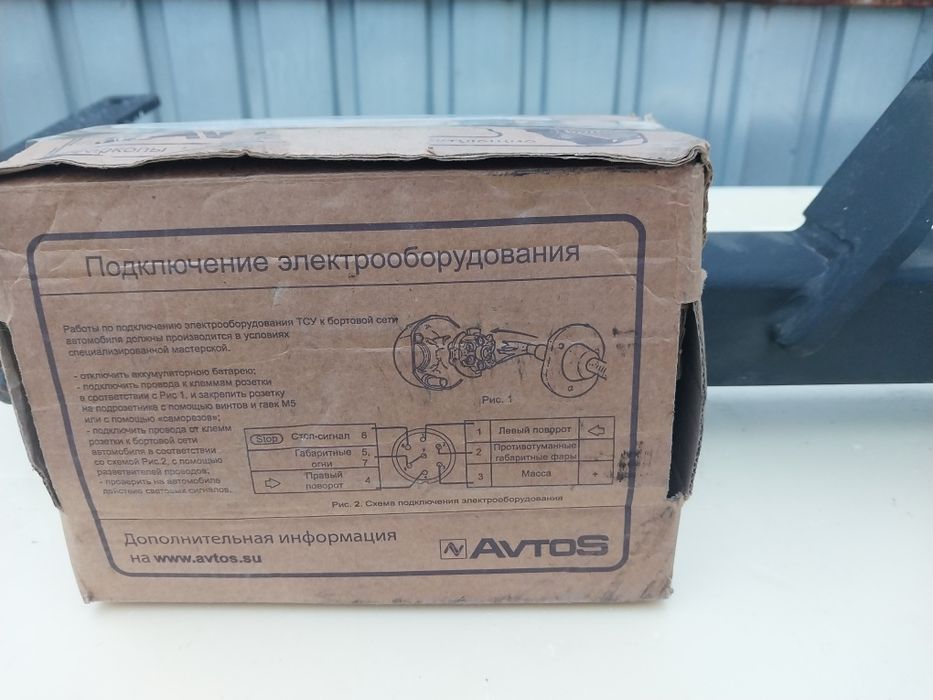 Подключение электрооборудования
Работы по подключению электрооборудования ТСУ к бортовой сети
автомобиля должны производится в условиях
специализированной мастерской.
- отключить аккумуляторною батарею;
- подключить провода к клеммам розетки
в соответствии с Рис 1, и закрепить розетку
на подрозетнике с помощью винтов и гаек М5
или с помощью «саморезов»;
- подключить провода от клемм
розетки к бортовой сети
автомобиля в соответствии
со схемой Рис.2, с помощью
разветвителей проводов;
- проверить на автомобиле
действие световых сигналов.
Рис. 1
Stop Стоп-сигнал 6
Габаритные огни 5, 7
Правый поворот 4
1 Левый поворот
2 Противотуманные габаритные фары
3 Масса +
Рис. 2. Схема подключения электрооборудования
Дополнительная информация
на www.avtos.su
AVTOS